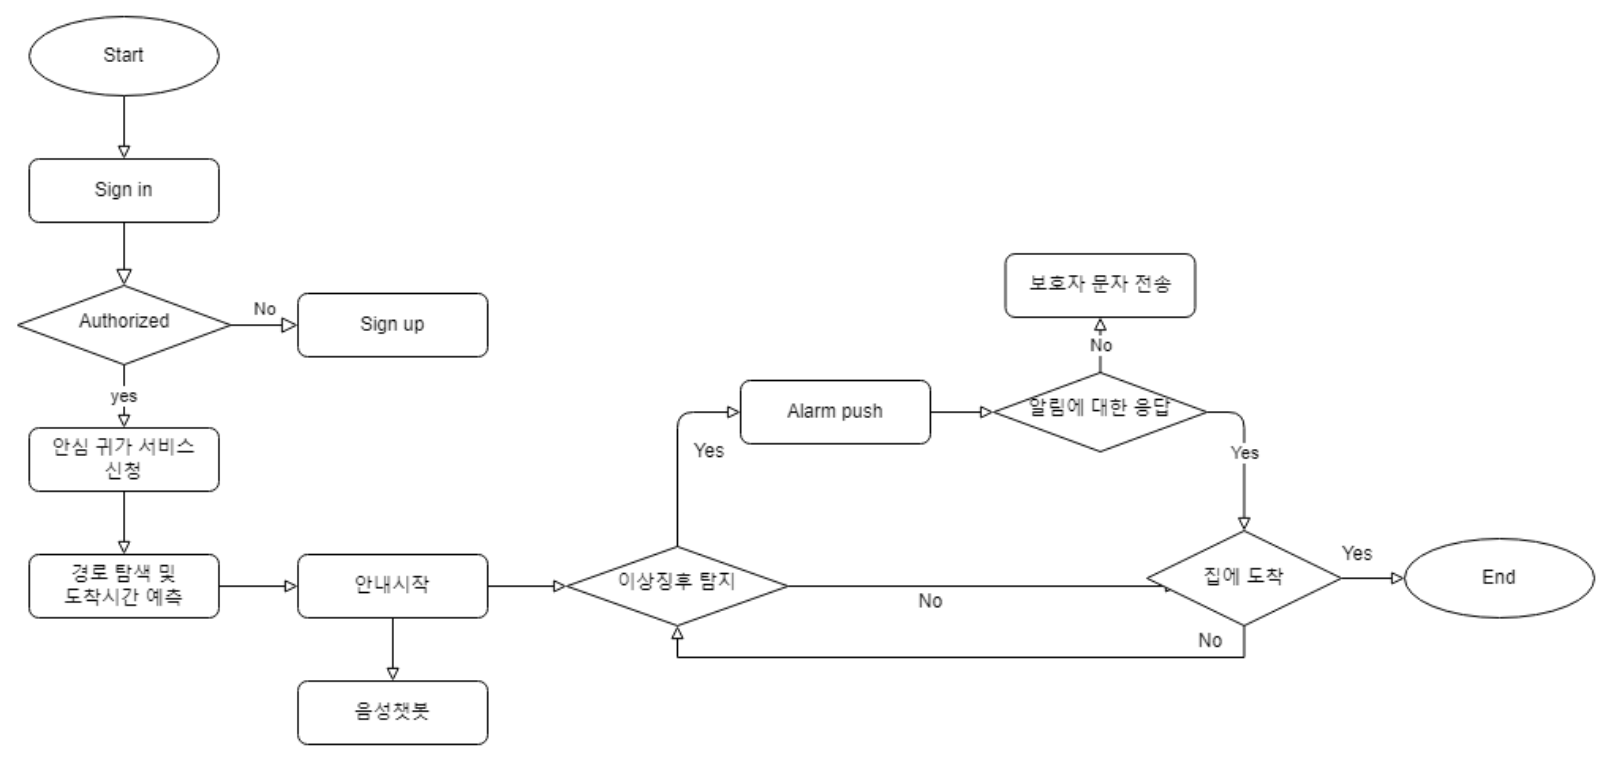 Start
Sign in
Authorized
No
Sign up
yes
안심 귀가 서비스
신청
경로 탐색 및
도착시간 예측
안내시작
음성챗봇
이상징후 탐지
Yes
Alarm push
알림에 대한 응답
No
보호자 문자 전송
Yes
No
집에 도착
No
Yes
End